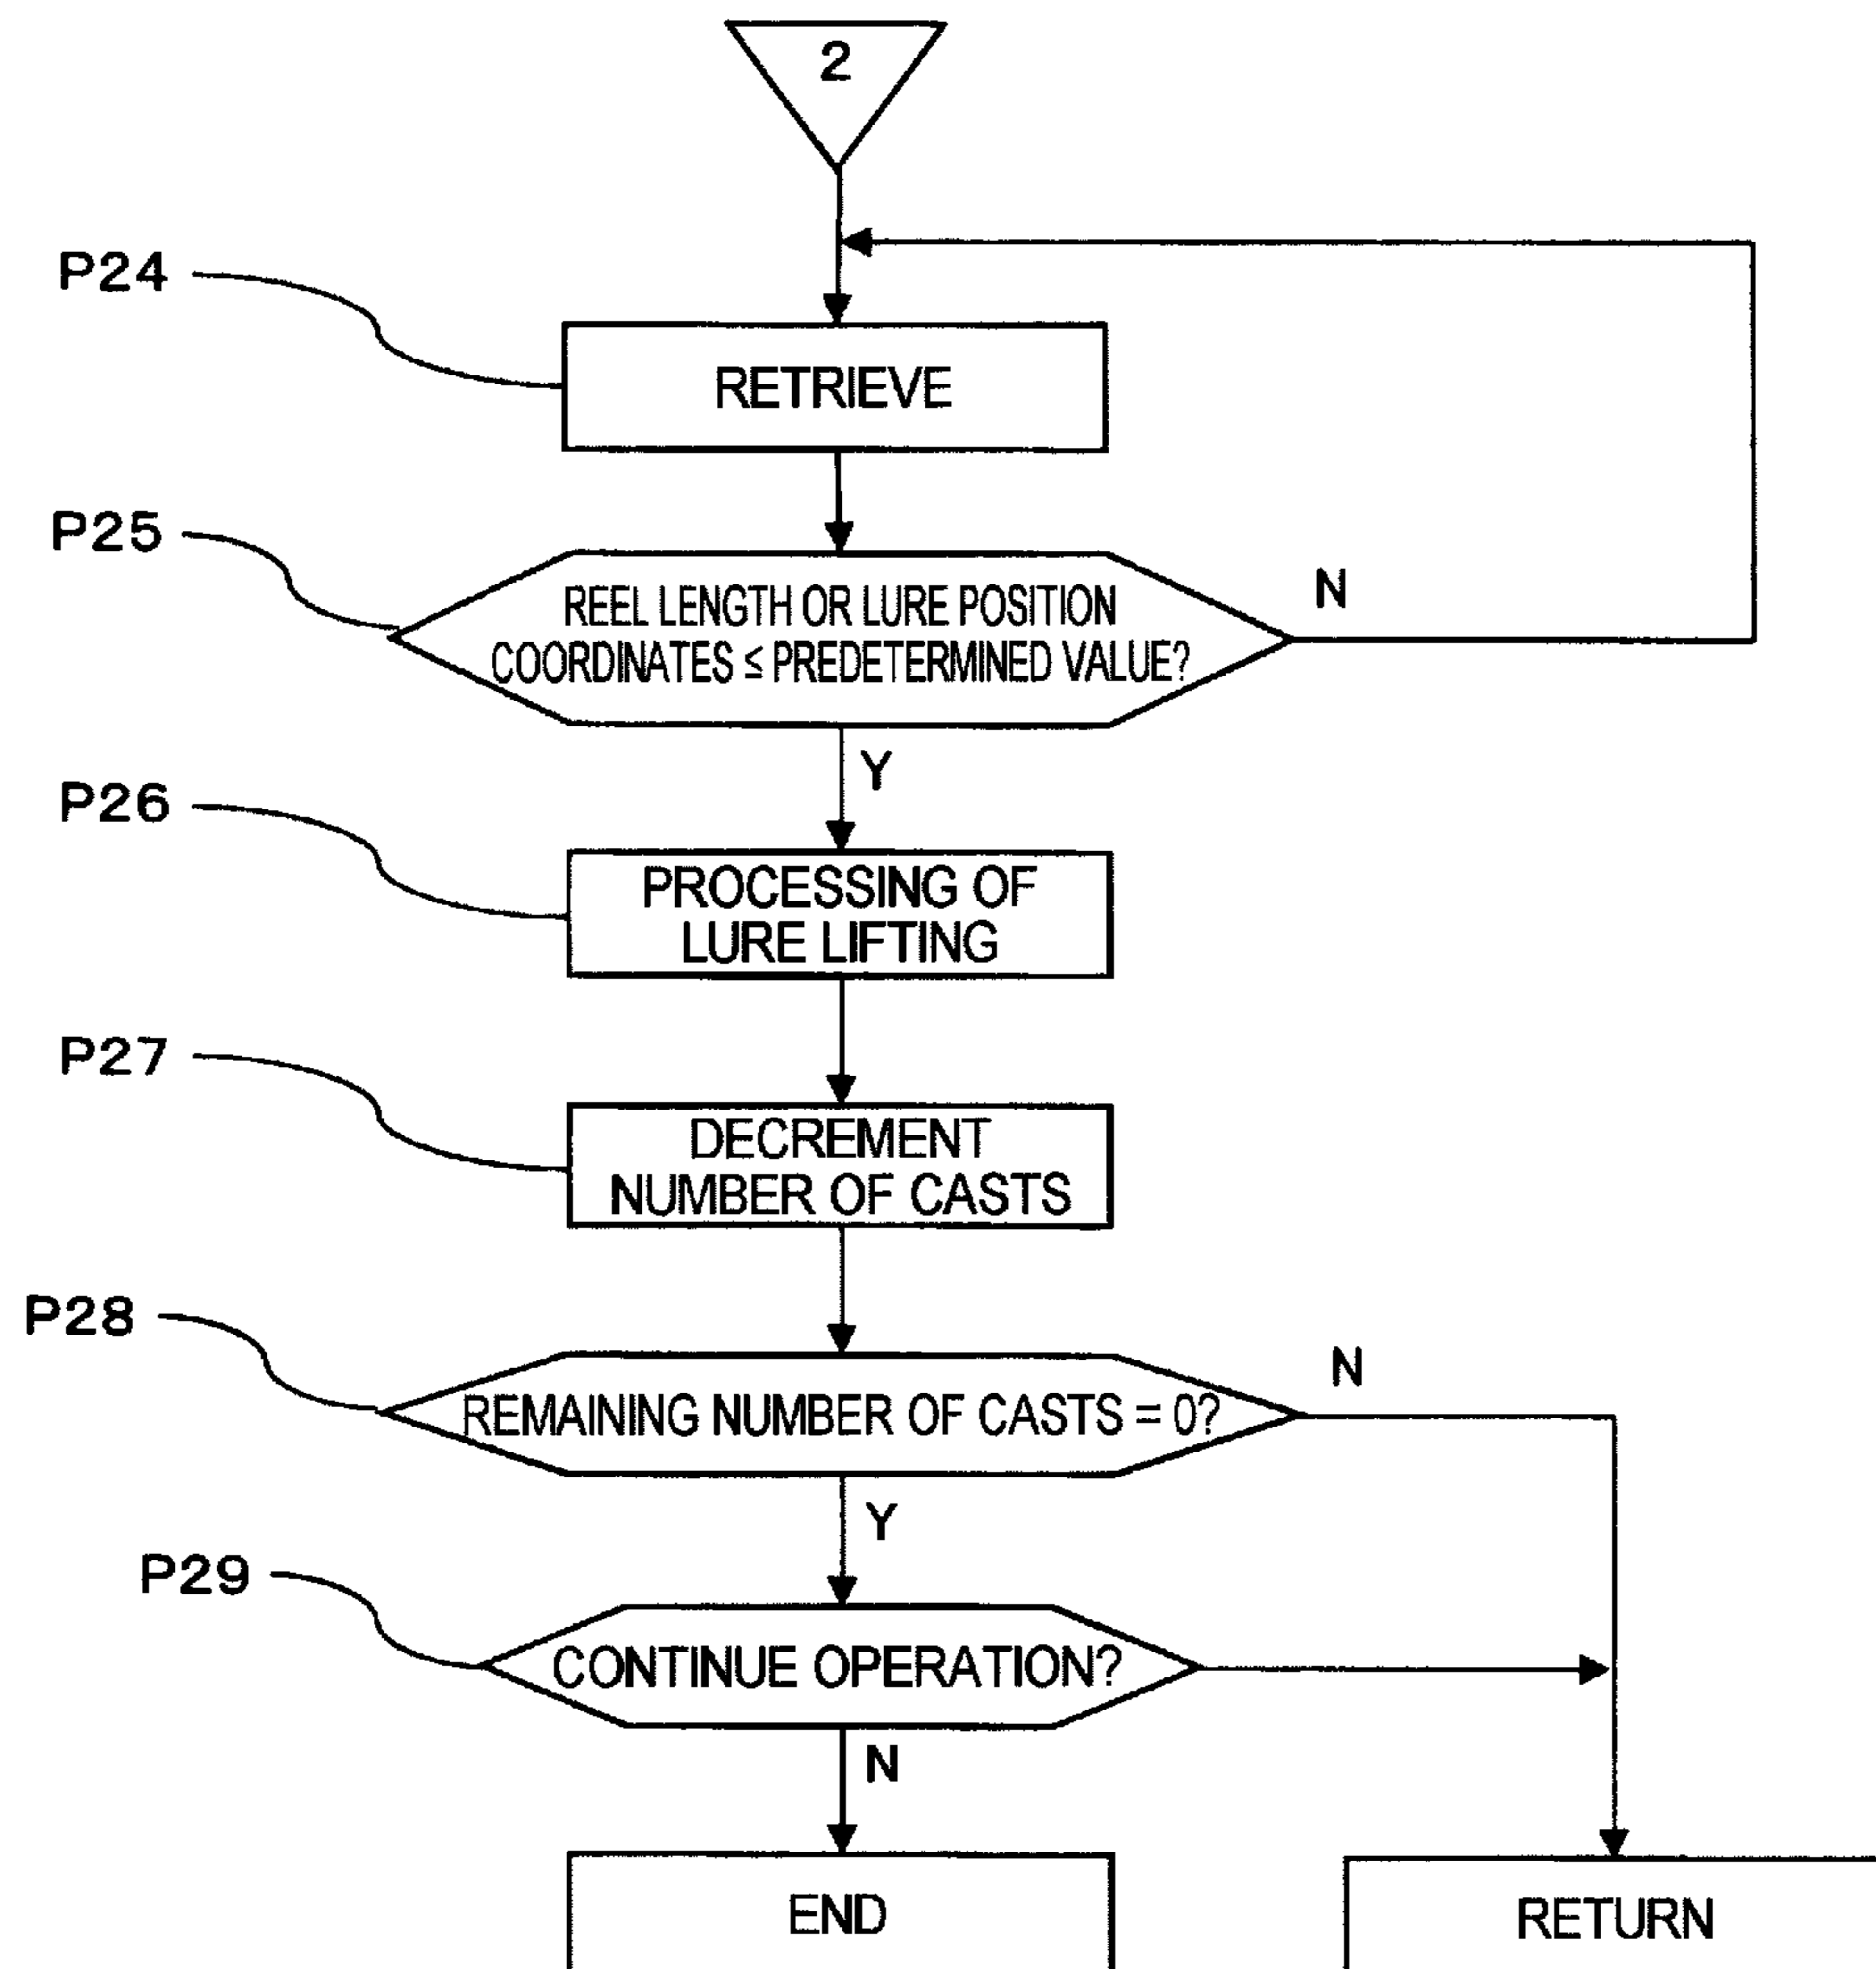 2
P24
RETRIEVE
P25
REEL LENGTH OR LURE POSITION
COORDINATES ≤ PREDETERMINED VALUE?
N
Y
P26
PROCESSING OF
LURE LIFTING
P27
DECREMENT
NUMBER OF CASTS
P28
REMAINING NUMBER OF CASTS = 0?
N
Y
P29
CONTINUE OPERATION?
N
END
RETURN